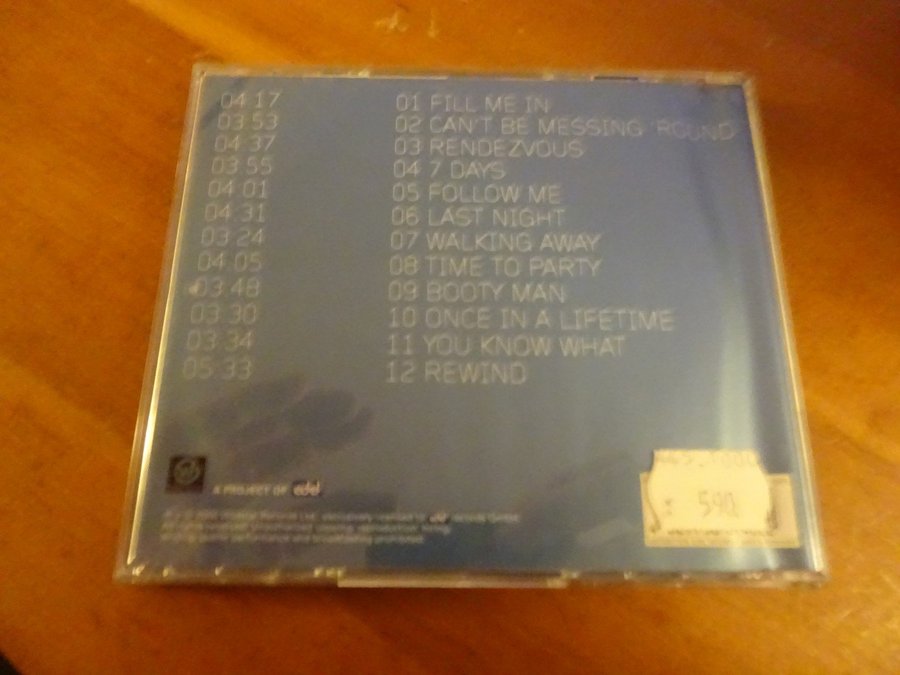 04 17 01 FILL ME IN
03 53 02 CAN'T BE MESSING 'ROUND
04 37 03 RENDEZVOUS
03 55 04 7 DAYS
04 01 05 FOLLOW ME
04 31 06 LAST NIGHT
03 24 07 WALKING AWAY
04 05 08 TIME TO PARTY
03 48 09 BOOTY MAN
03 30 10 ONCE IN A LIFETIME
03 34 11 YOU KNOW WHAT
05 33 12 REWIND
A PROJECT OF edel
590